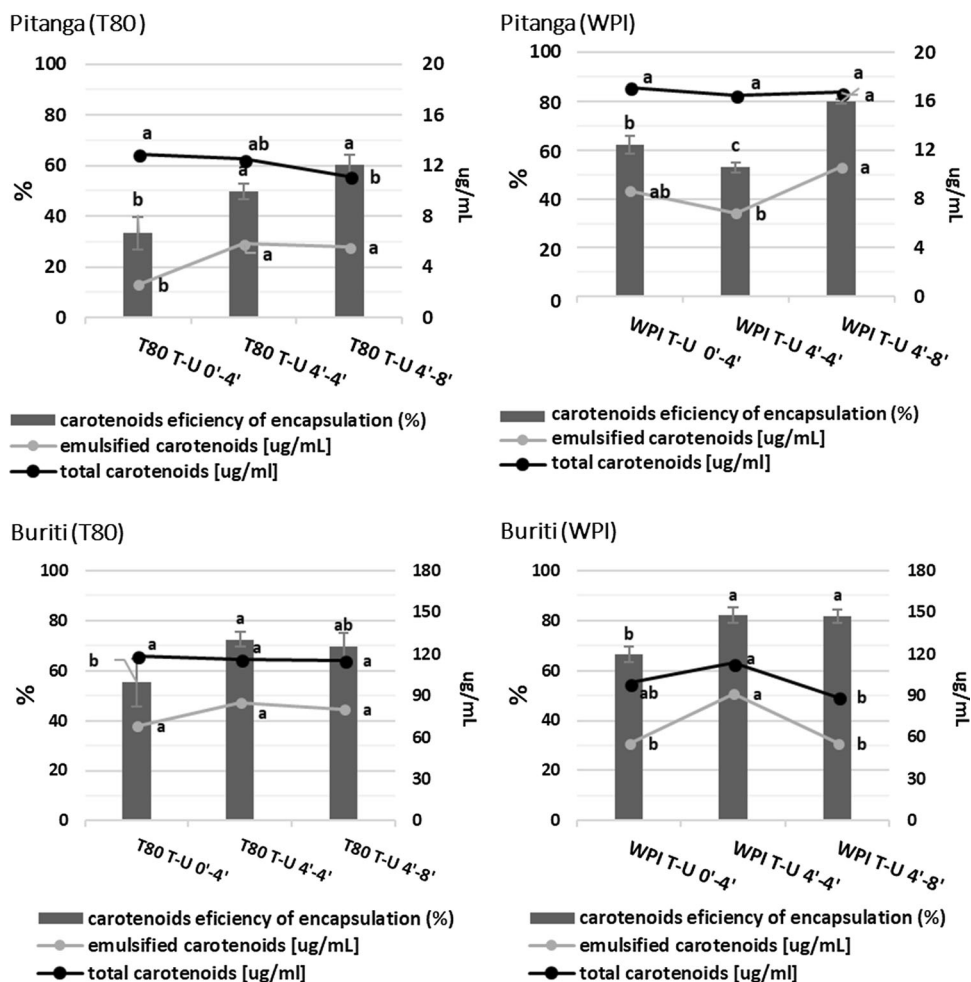 Pitanga (T80)
100
80
60
40
20
0
%
20
16
12
8
4
0
ug/mL
a
ab
a
b
a
b
b
a
a
T80 T-U 0'-4'
T80 T-U 4'-4'
T80 T-U 4'-8'
carotenoids eficiency of encapsulation (%)
emulsified carotenoids [ug/mL]
total carotenoids [ug/ml]
Pitanga (WPI)
100
80
60
40
20
0
%
20
16
12
8
4
0
ug/mL
a
a
a
b
c
a
ab
b
a
WPI T-U 0'-4'
WPI T-U 4'-4'
WPI T-U 4'-8'
carotenoids eficiency of encapsulation (%)
emulsified carotenoids [ug/mL]
total carotenoids [ug/ml]
Buriti (T80)
100
80
60
40
20
0
%
180
150
120
90
60
30
0
ug/mL
b
a
a
a
ab
a
a
a
a
T80 T-U 0'-4'
T80 T-U 4'-4'
T80 T-U 4'-8'
carotenoids eficiency of encapsulation (%)
emulsified carotenoids [ug/mL]
total carotenoids [ug/ml]
Buriti (WPI)
100
80
60
40
20
0
%
180
150
120
90
60
30
0
ug/mL
b
a
a
ab
a
b
b
a
b
WPI T-U 0'-4'
WPI T-U 4'-4'
WPI T-U 4'-8'
carotenoids eficiency of encapsulation (%)
emulsified carotenoids [ug/mL]
total carotenoids [ug/ml]